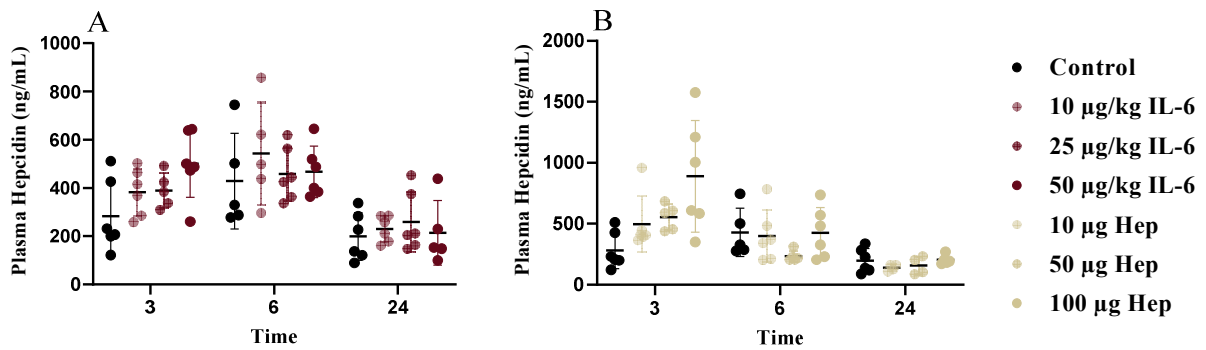 A
Plasma Hepcidin (ng/mL)
1000
800
600
400
200
0
3
6
24
Time
B
Plasma Hepcidin (ng/mL)
2000
1500
1000
500
0
3
6
24
Time
Control
10 µg/kg IL-6
25 µg/kg IL-6
50 µg/kg IL-6
10 µg Hep
50 µg Hep
100 µg Hep